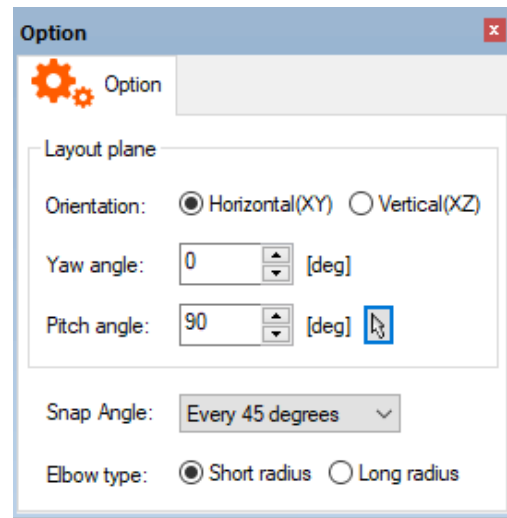 Option
Option
Layout plane
Orientation: Horizontal(XY) Vertical(XZ)
Yaw angle: 0 [deg]
Pitch angle: 90 [deg]
Snap Angle: Every 45 degrees
Elbow type: Short radius Long radius